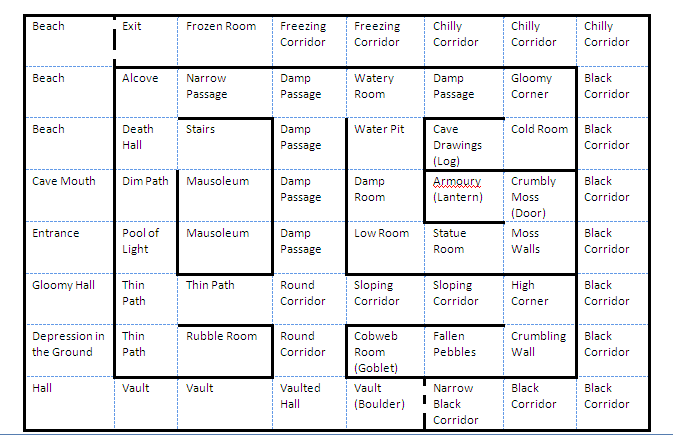 Beach Exit Frozen Room Freezing Freezing Chilly Chilly Chilly
Corridor Corridor Corridor Corridor Corridor
Beach Alcove Narrow Damp Watery Damp Gloomy Black
Passage Passage Room Passage Corner Corridor
Beach Death Stairs Damp Water Pit Cave Cold Room Black
Hall Passage Drawings Corridor
(Log)
Cave Mouth Dim Path Mausoleum Damp Damp Armoury Crumbly Black
Passage Room (Lantern) Moss Corridor
(Door)
Entrance Pool of Mausoleum Damp Low Room Statue Moss Black
Light Passage Room Walls Corridor
Gloomy Hall Thin Thin Path Round Sloping Sloping High Black
Path Corridor Corridor Corridor Corner Corridor
Depression in Thin Rubble Room Round Cobweb Fallen Crumbling Black
the Ground Path Corridor Room Pebbles Wall Corridor
(Goblet)
Hall Vault Vault Vaulted Vault Narrow Black Black
Hall (Boulder) Black Corridor Corridor
Corridor